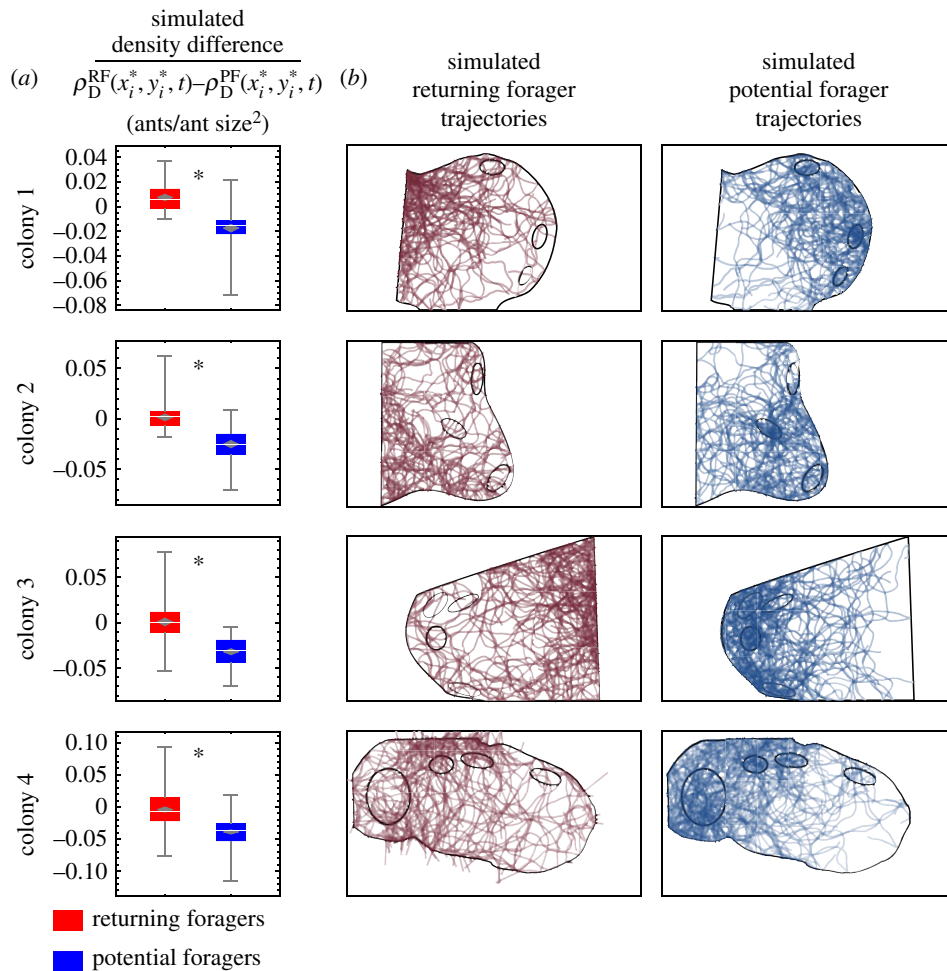 simulated
density difference
(a) ρ_D^RF(x_i^*, y_i^*, t)–ρ_D^PF(x_i^*, y_i^*, t)
(ants/ant size²)
(b)
simulated
returning forager
trajectories
simulated
potential forager
trajectories
colony 1
0.04
0.02
0
–0.02
–0.04
–0.06
–0.08
*
colony 2
0.05
0
–0.05
*
colony 3
0.05
0
–0.05
*
colony 4
0.10
0.05
0
–0.05
–0.10
*
returning foragers
potential foragers